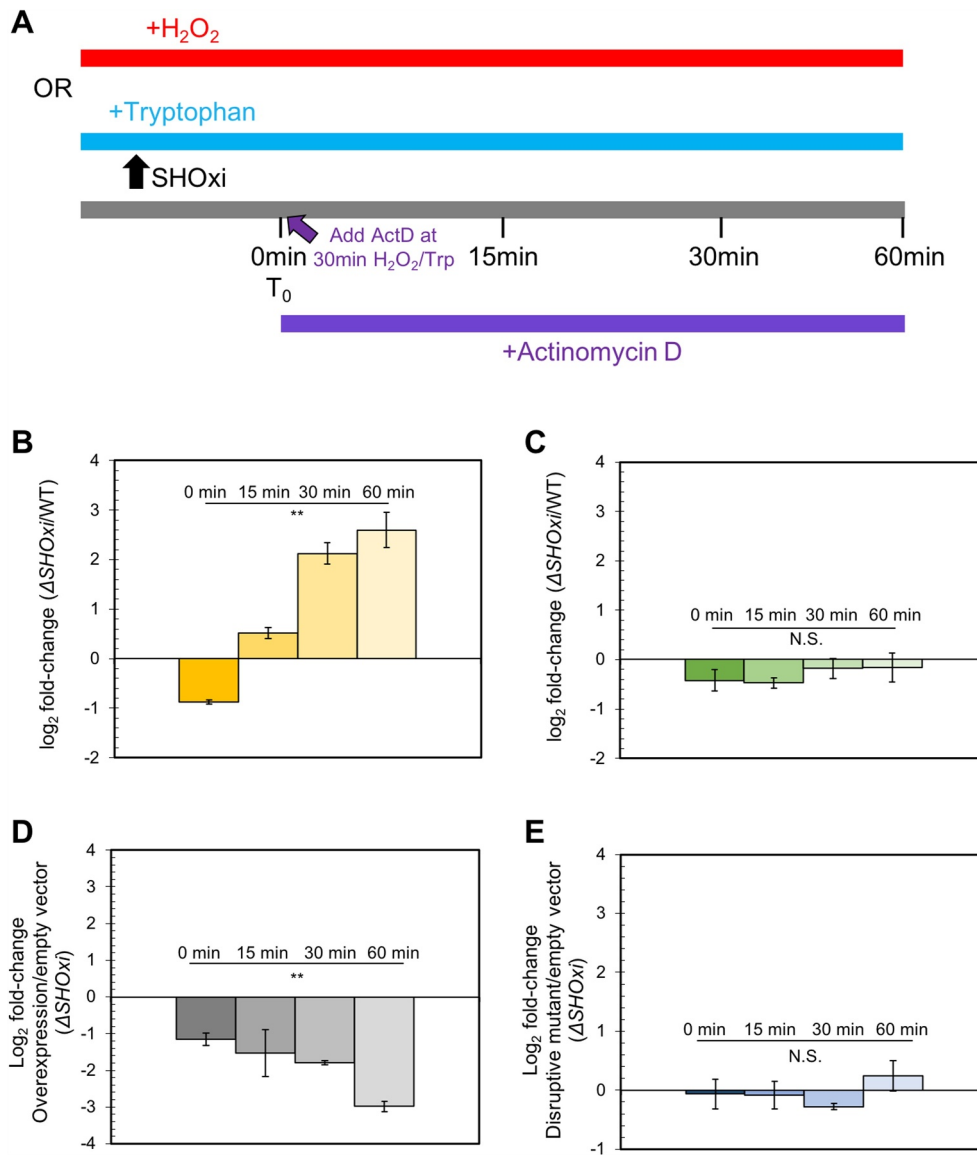 A
+H₂O₂
OR
+Tryptophan
SHOxi
0min 15min 30min 60min
T₀
Add ActD at
30min H₂O₂/Trp
+Actinomycin D
B
log₂ fold-change (ΔSHOxi/WT)
4
3
2
1
0
-1
-2
0 min 15 min 30 min 60 min
**
C
log₂ fold-change (ΔSHOxi/WT)
4
3
2
1
0
-1
-2
0 min 15 min 30 min 60 min
N.S.
D
Log₂ fold-change
Overexpression/empty vector
(ΔSHOxi)
4
3
2
1
0
-1
-2
-3
-4
0 min 15 min 30 min 60 min
**
E
Log₂ fold-change
Disruptive mutant/empty vector
(ΔSHOxi)
4
3
2
1
0
-1
0 min 15 min 30 min 60 min
N.S.